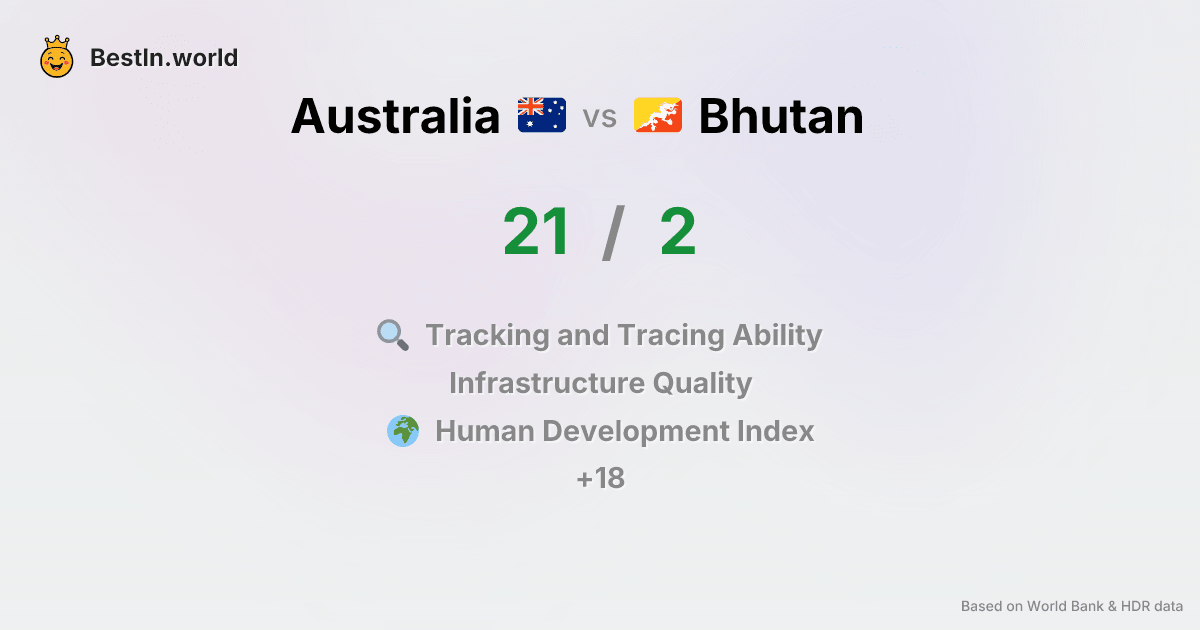 BestIn.world
Australia vs Bhutan
21 / 2
Tracking and Tracing Ability
Infrastructure Quality
Human Development Index
+18
Based on World Bank & HDR data